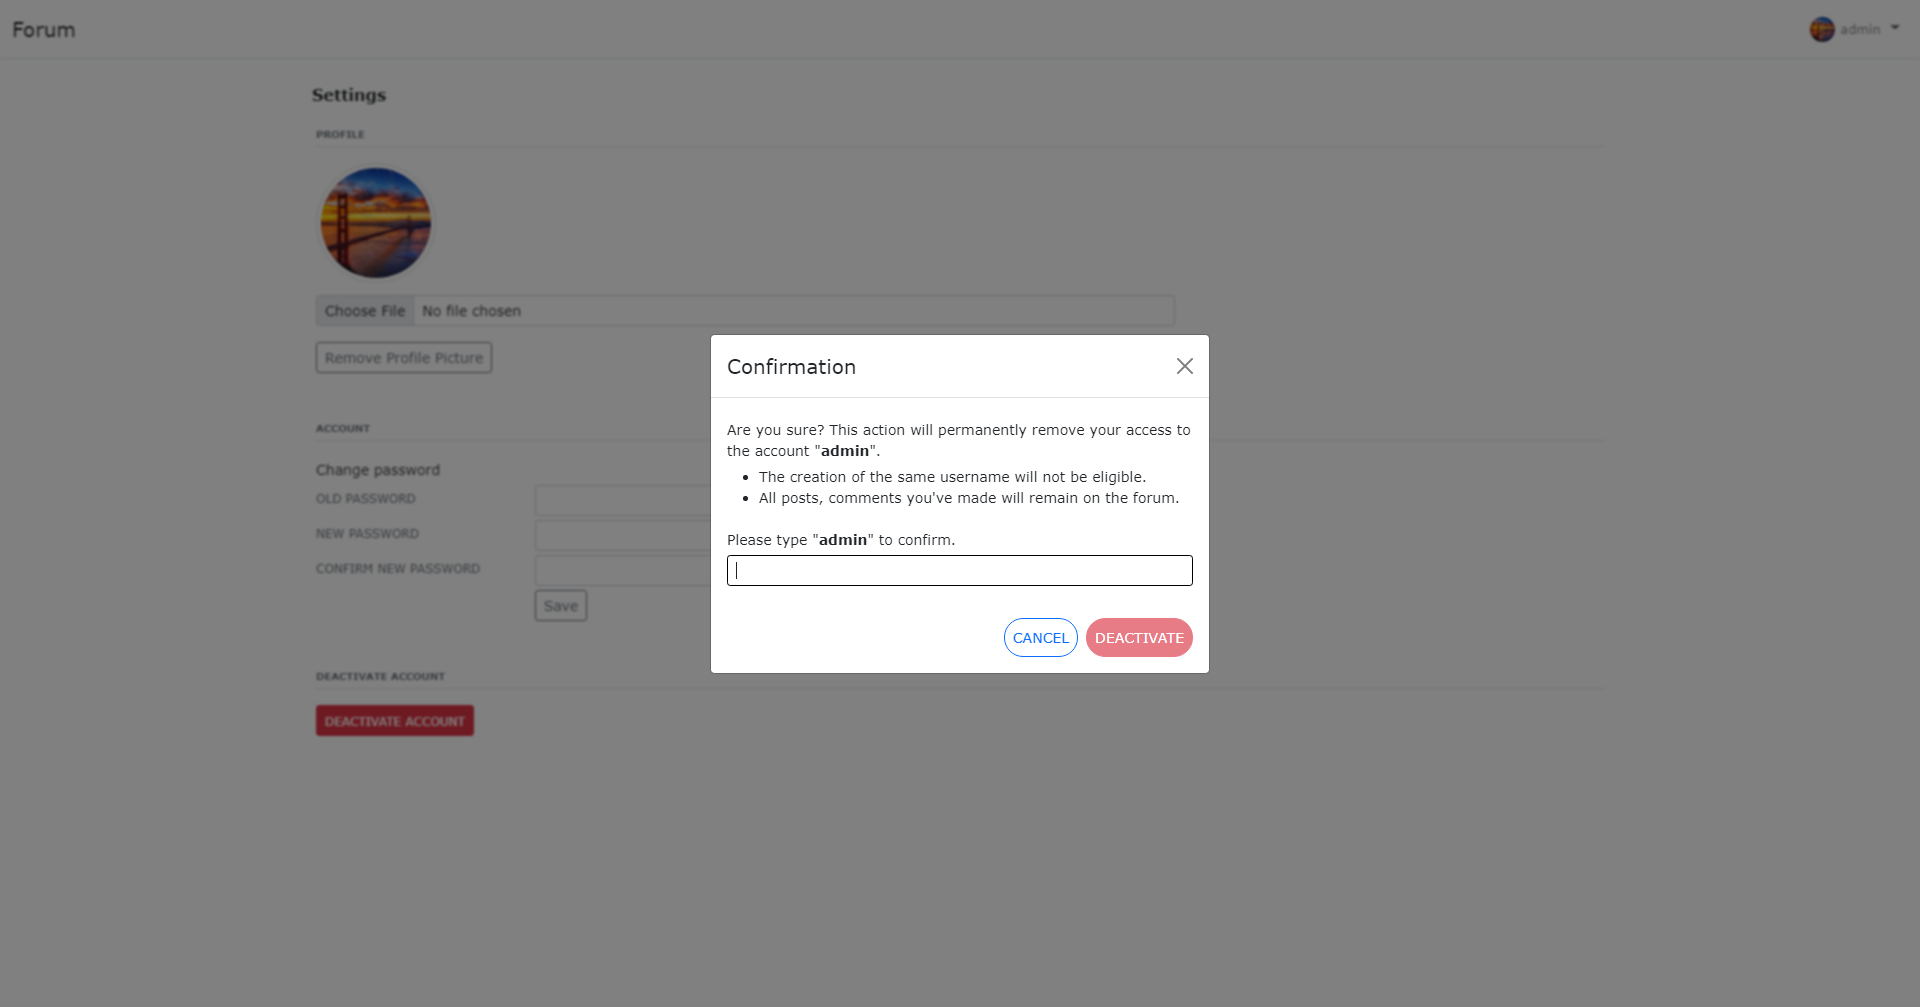 Forum
admin
Settings
PROFILE
Choose File No file chosen
Remove Profile Picture
ACCOUNT
Change password
OLD PASSWORD
NEW PASSWORD
CONFIRM NEW PASSWORD
Save
DEACTIVATE ACCOUNT
DEACTIVATE ACCOUNT
Confirmation
Are you sure? This action will permanently remove your access to
the account "admin".
• The creation of the same username will not be eligible.
• All posts, comments you've made will remain on the forum.
Please type "admin" to confirm.
CANCEL DEACTIVATE